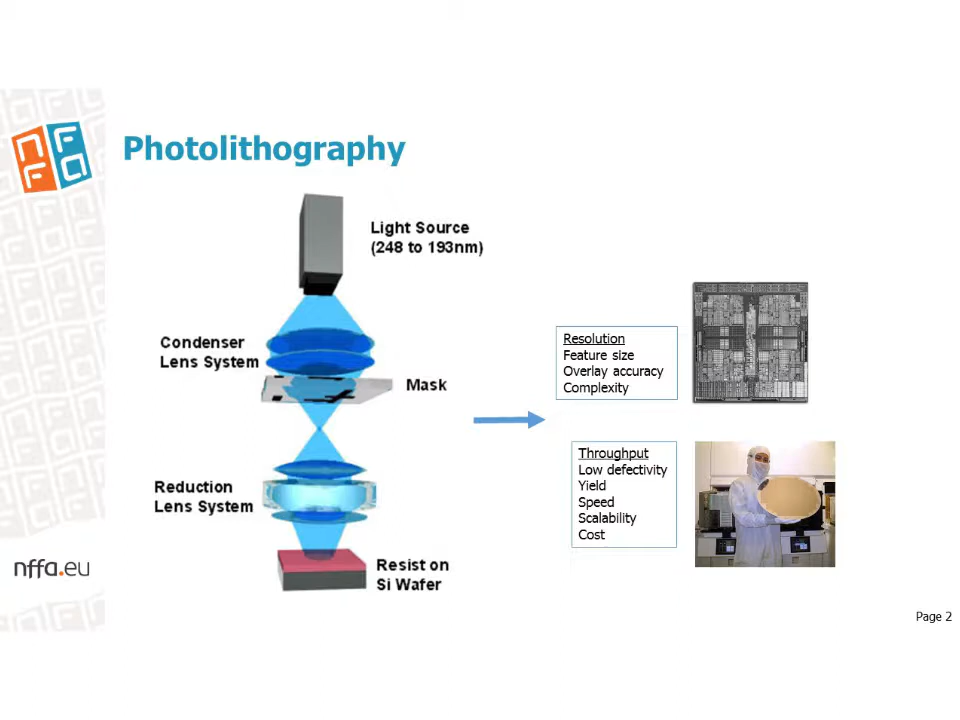 Photolithography
Light Source
(248 to 193nm)
Condenser
Lens System
Mask
Reduction
Lens System
Resist on
Si Wafer
Resolution
Feature size
Overlay accuracy
Complexity
Throughput
Low defectivity
Yield
Speed
Scalability
Cost
nffa.eu
Page 2